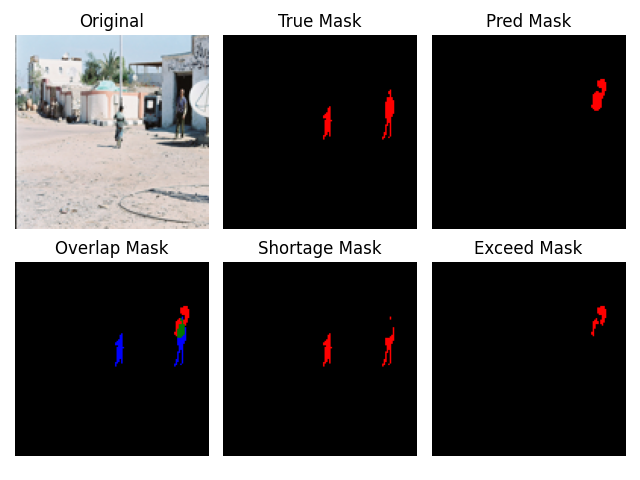 Original
True Mask
Pred Mask
Overlap Mask
Shortage Mask
Exceed Mask